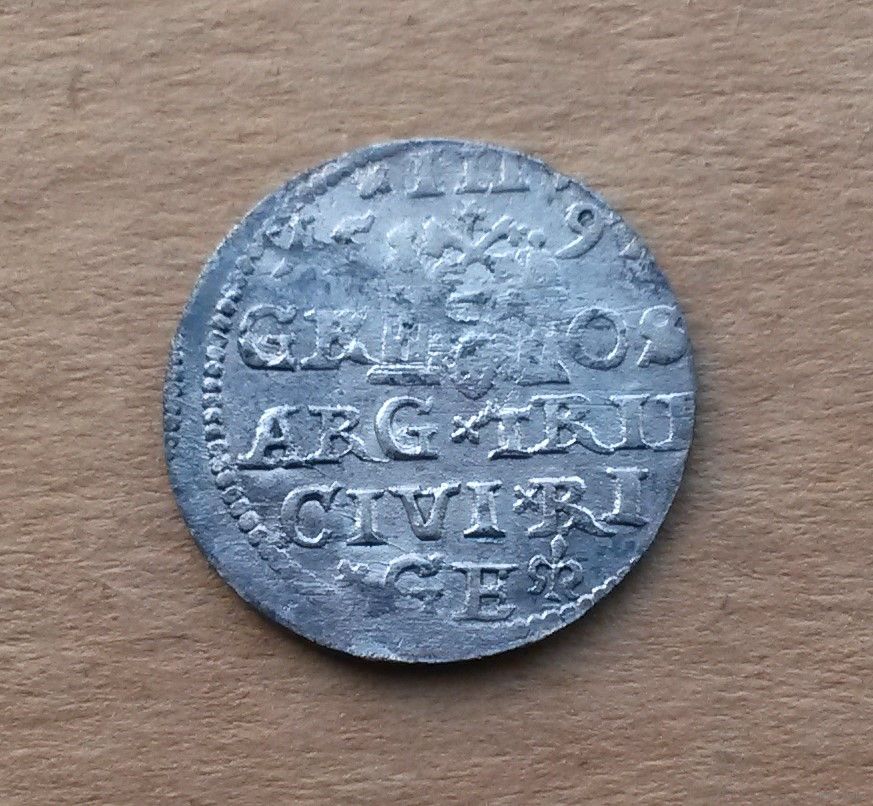 III
9
GR OS
ARG × TRIP
CIVI × RI
GE